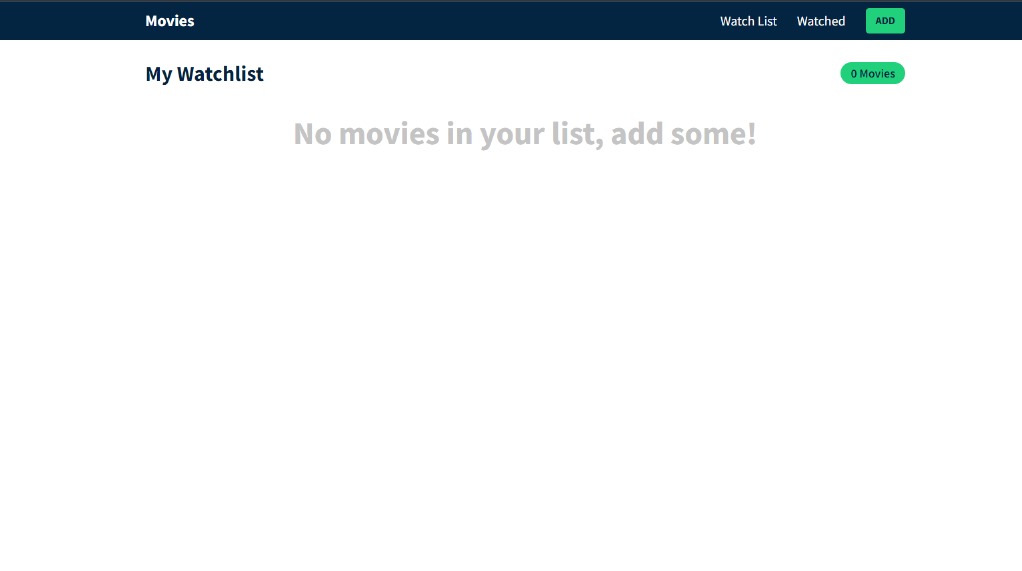 Movies
Watch List
Watched
ADD
My Watchlist
0 Movies
No movies in your list, add some!